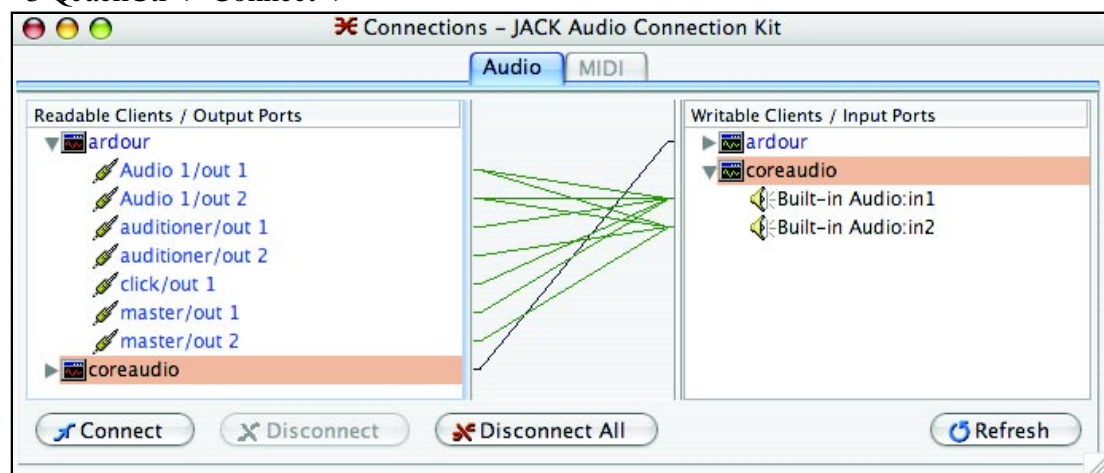 Connections – JACK Audio Connection Kit
Audio MIDI
Readable Clients / Output Ports
ardour
Audio 1/out 1
Audio 1/out 2
auditioner/out 1
auditioner/out 2
click/out 1
master/out 1
master/out 2
coreaudio
Writable Clients / Input Ports
ardour
coreaudio
Built-in Audio:in1
Built-in Audio:in2
Connect Disconnect Disconnect All Refresh